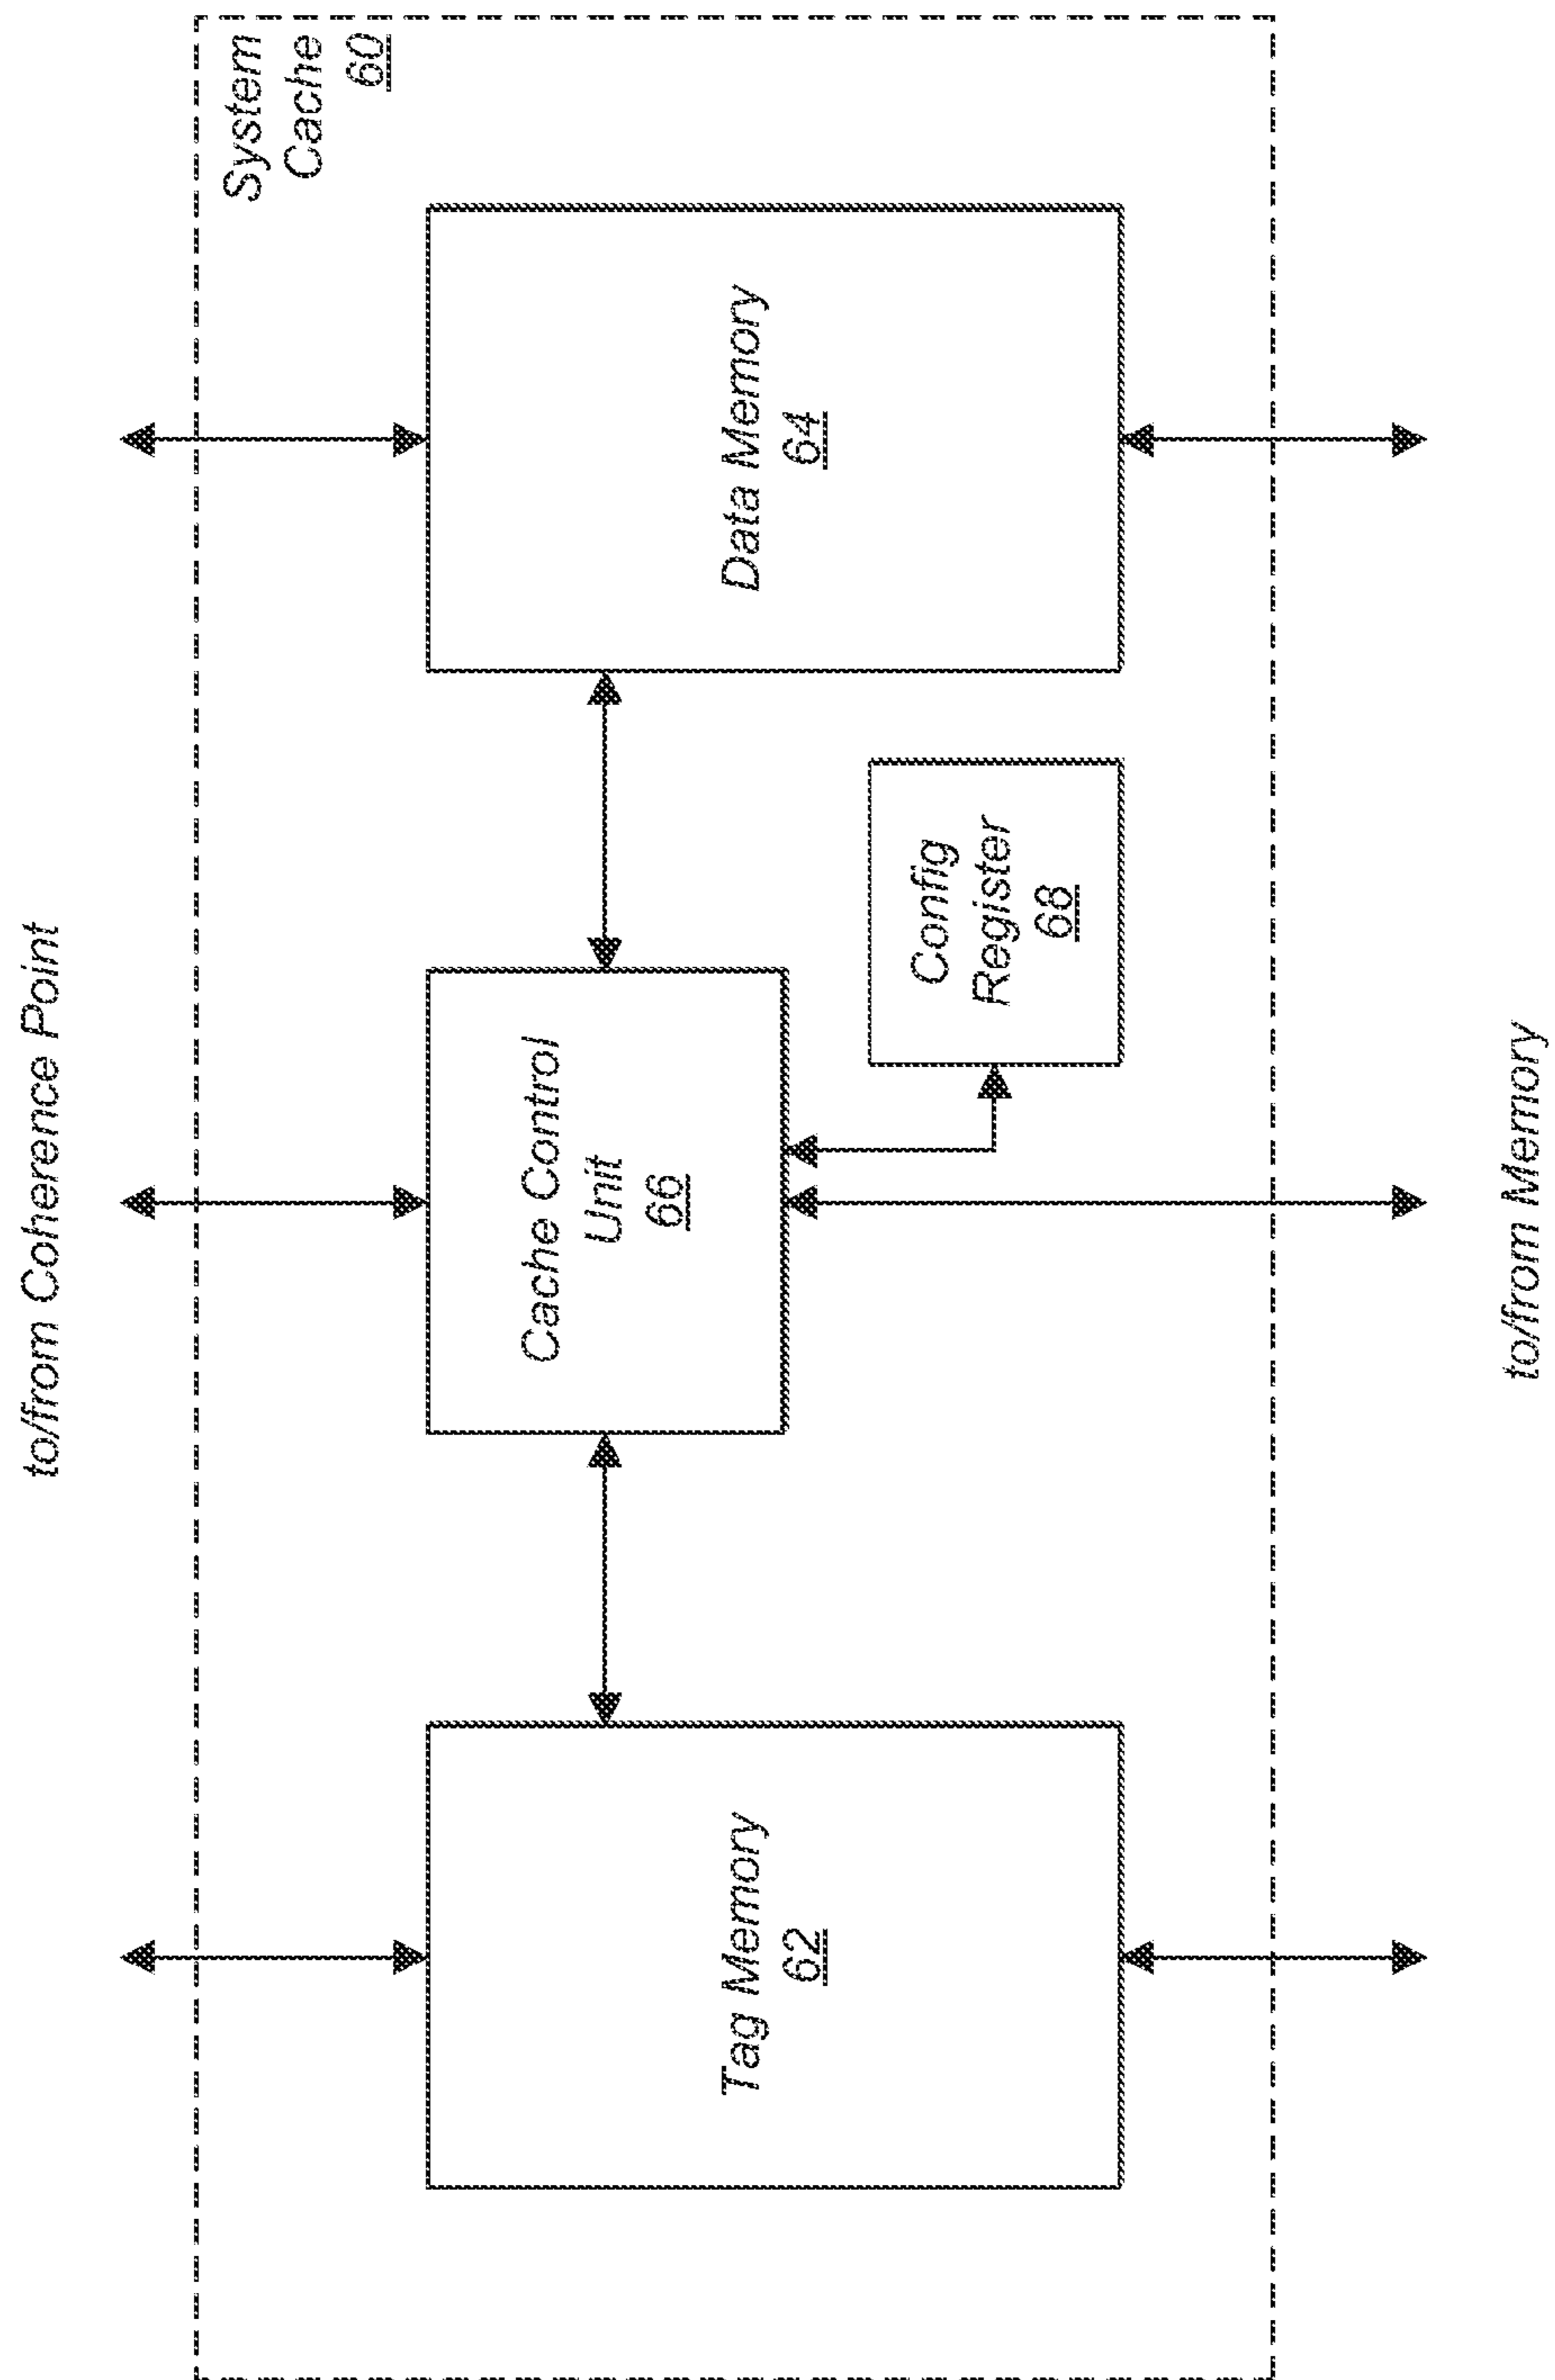 to/from Coherence Point
System
Cache
60
Tag Memory
62
Cache Control
Unit
66
Data Memory
64
Config
Register
68
to/from Memory